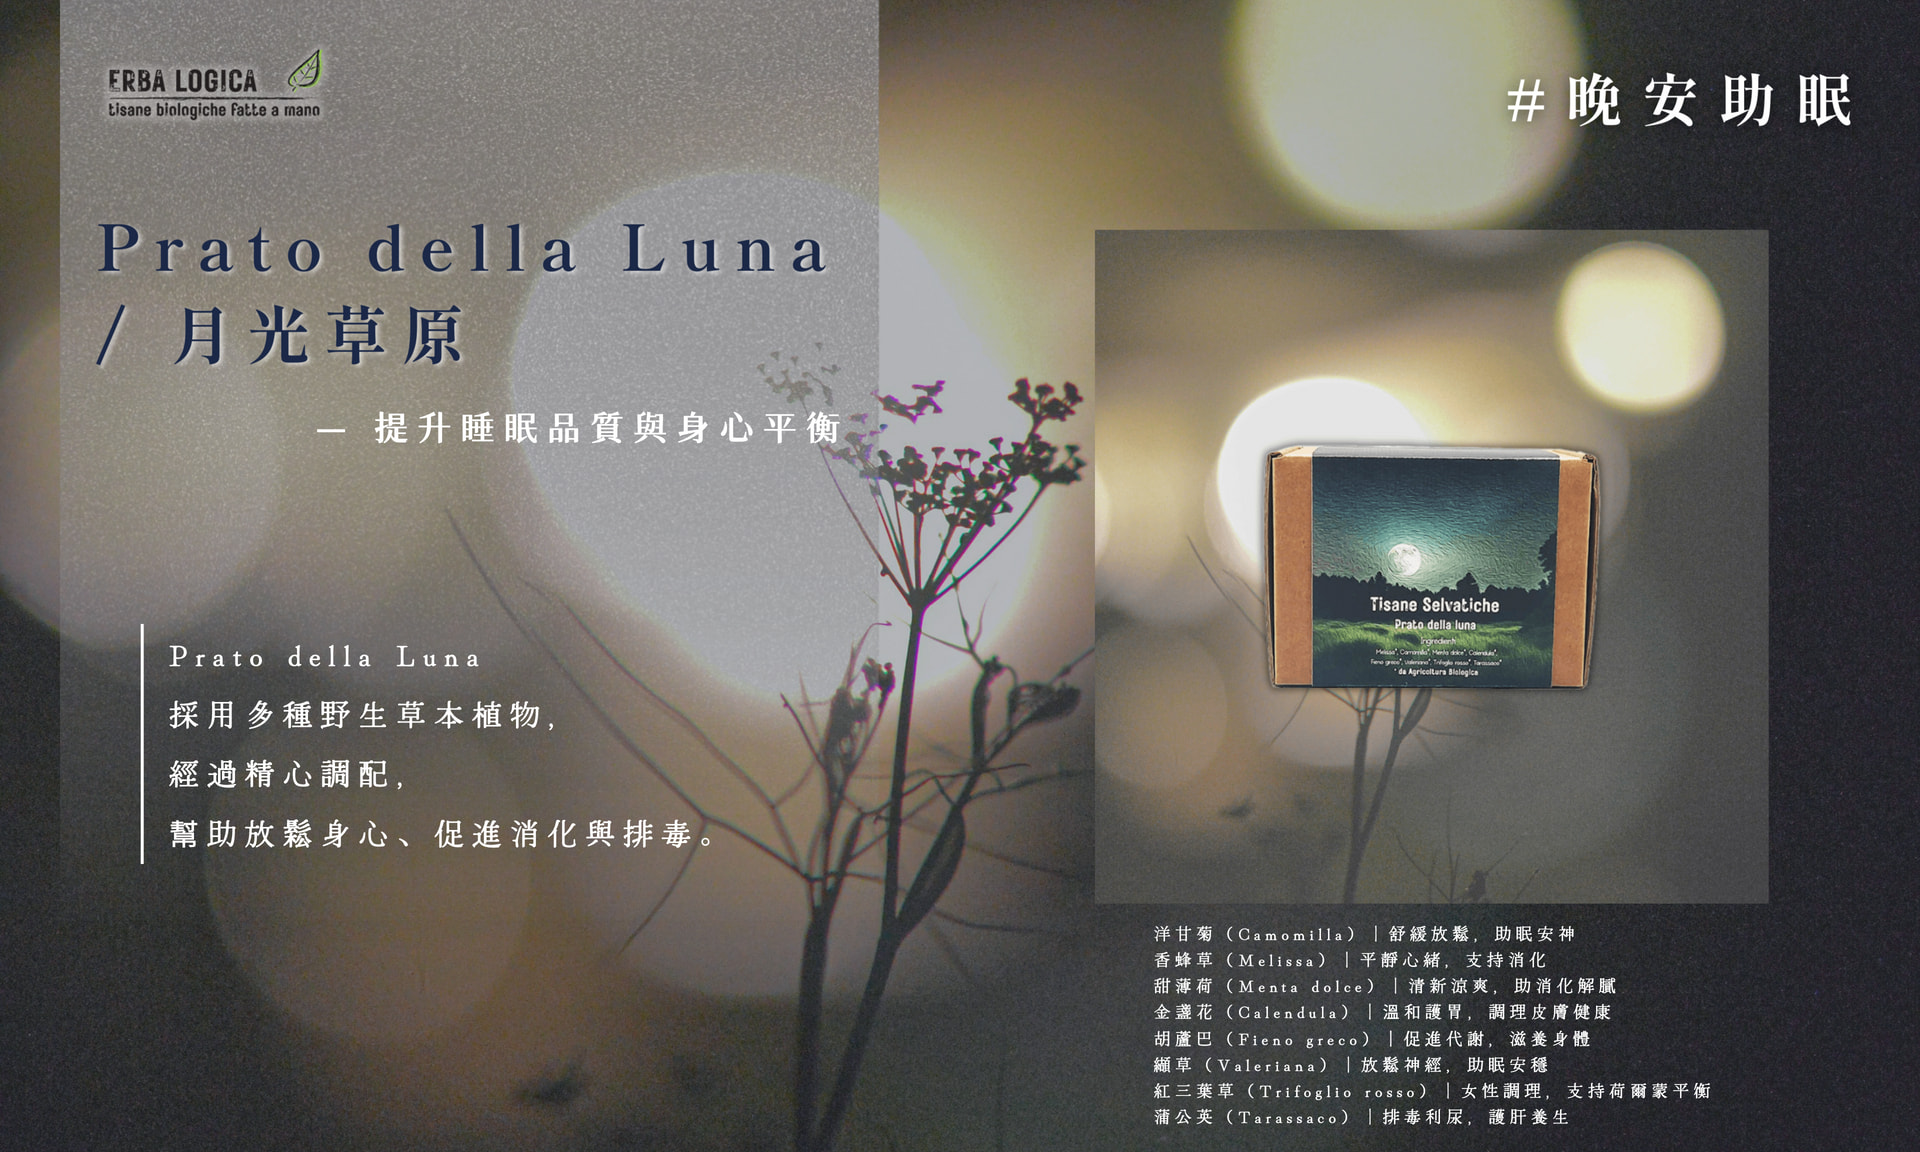 ERBA LOGICA
tisane biologiche fatte a mano
#晚安助眠
Prato della Luna
/ 月光草原
— 提升睡眠品質與身心平衡
Prato della Luna
採用多種野生草本植物,
經過精心調配,
幫助放鬆身心、促進消化與排毒。
Tisane Selvatiche
Prato della luna
Ingredienti
Melissa*, Camomilla*, Menta dolce*, Calendula*,
Fieno greco*, Valeriana*, Trifoglio rosso*, Tarassaco*
* da Agricoltura Biologica
洋甘菊（Camomilla）｜舒緩放鬆, 助眠安神
香蜂草（Melissa）｜平靜心緒, 支持消化
甜薄荷（Menta dolce）｜清新涼爽, 助消化解膩
金盞花（Calendula）｜溫和護胃, 調理皮膚健康
胡蘆巴（Fieno greco）｜促進代謝, 滋養身體
纈草（Valeriana）｜放鬆神經, 助眠安穩
紅三葉草（Trifoglio rosso）｜女性調理, 支持荷爾蒙平衡
蒲公英（Tarassaco）｜排毒利尿, 護肝養生